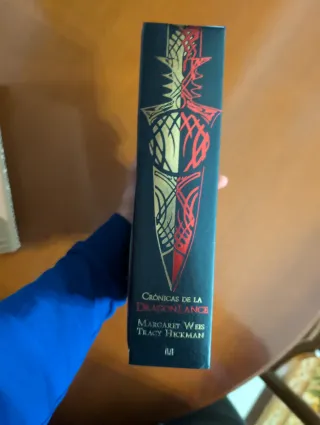 CRÓNICAS DE LA
DRAGONLANCE
MARGARET WEIS
TRACY HICKMAN